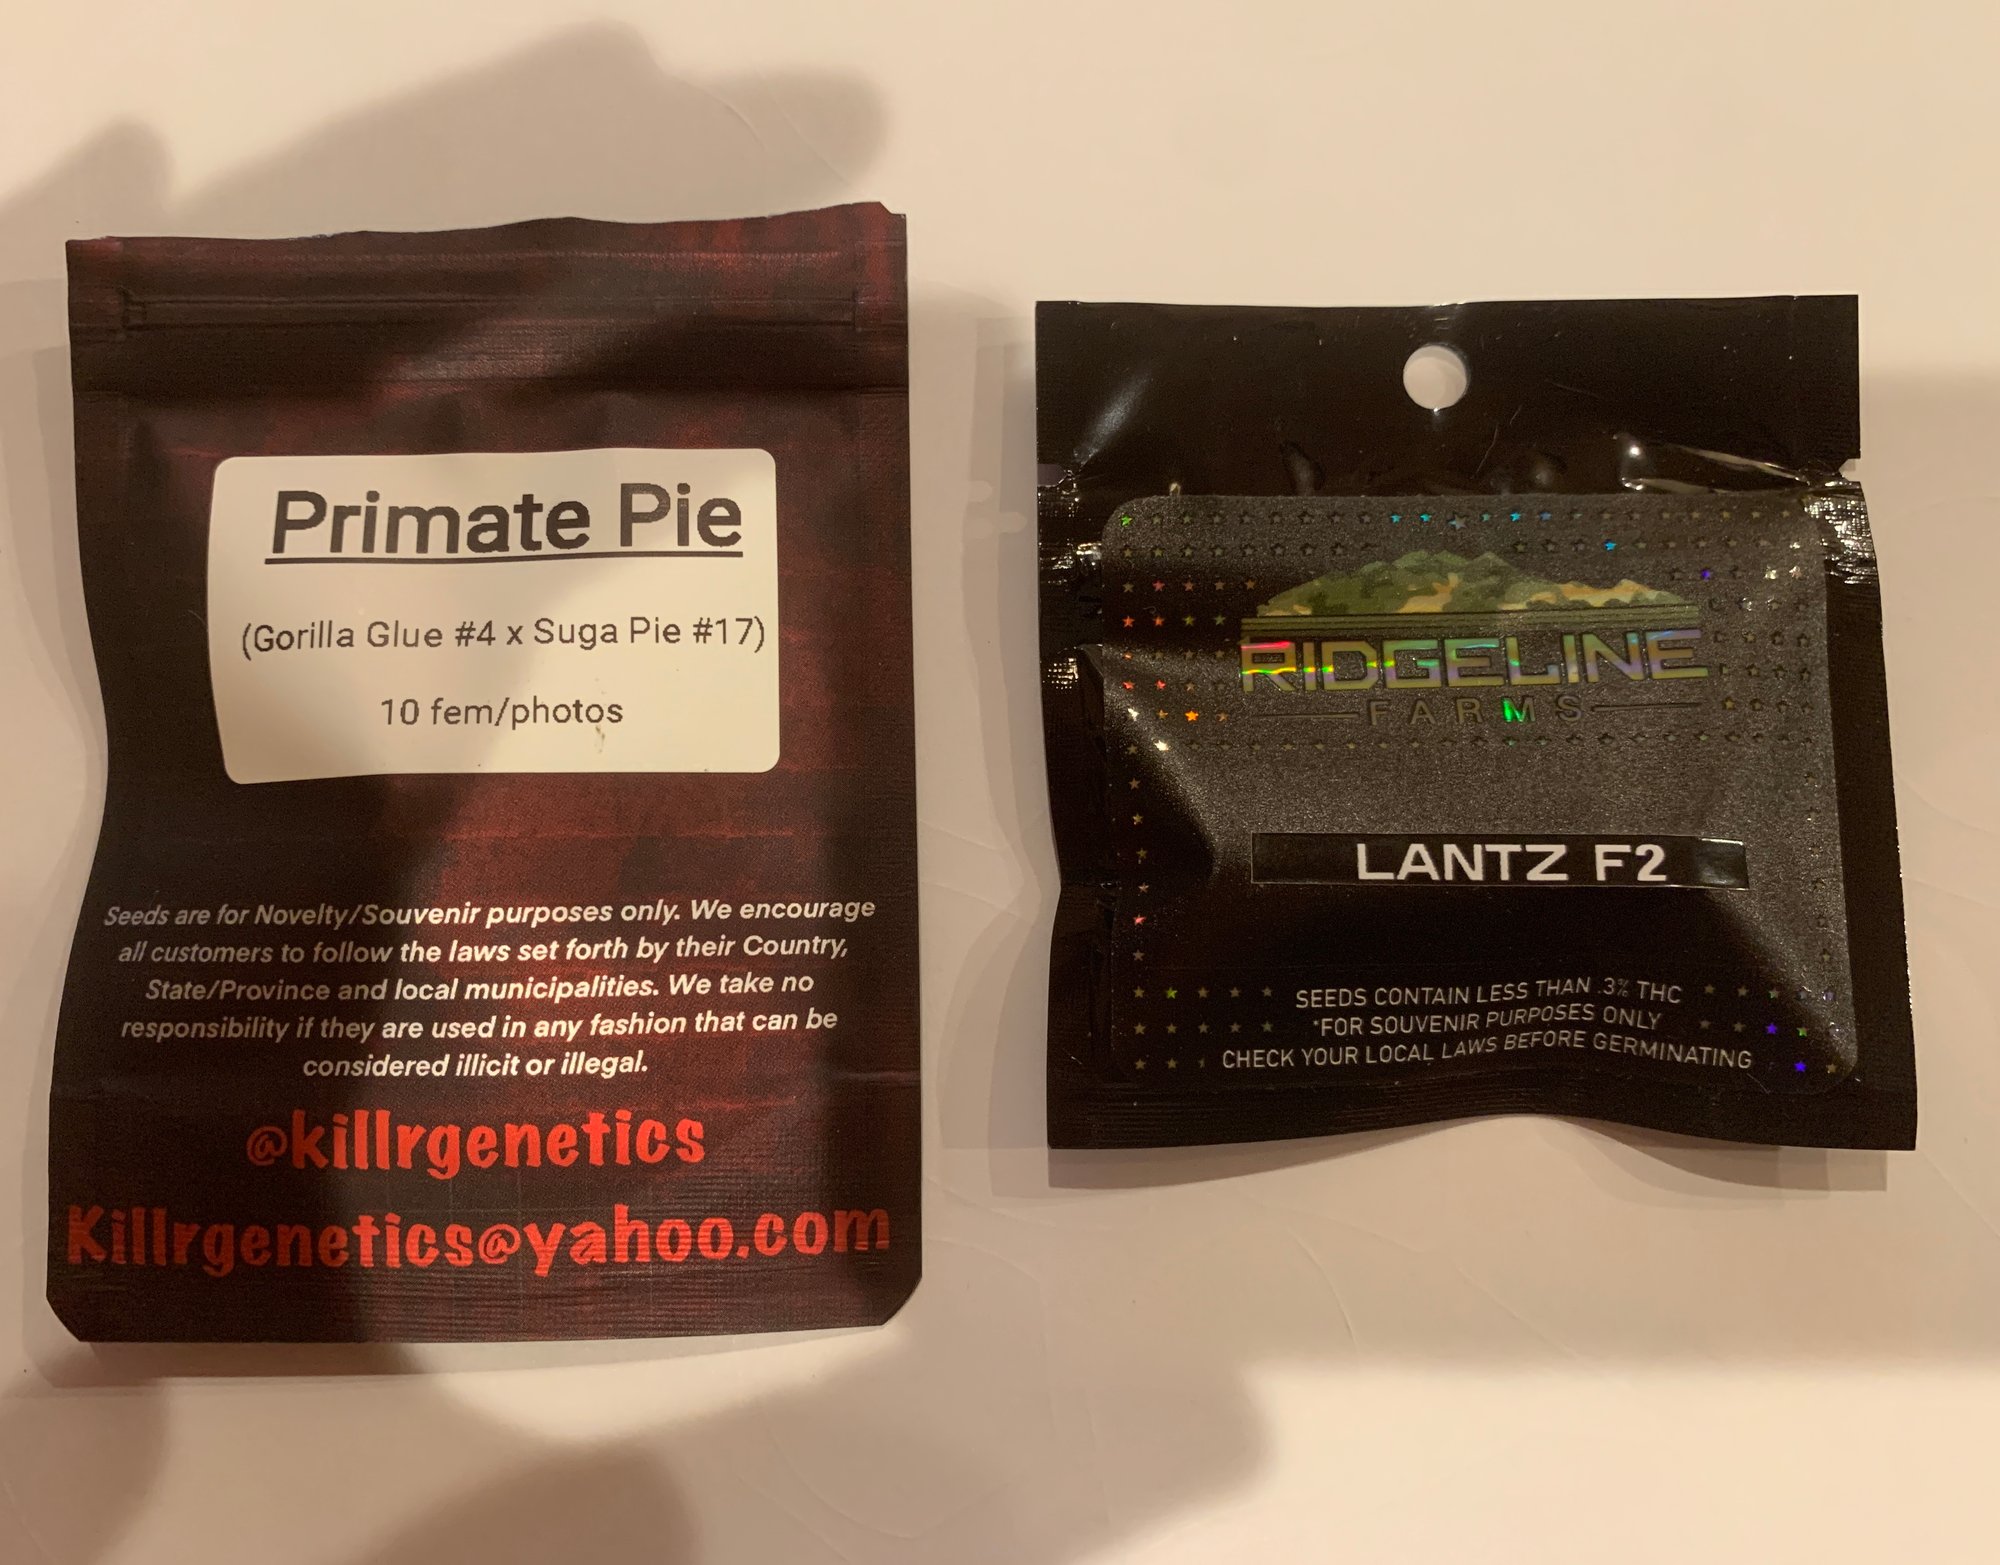 Primate Pie
(Gorilla Glue #4 x Suga Pie #17)
10 fem/photos
Seeds are for Novelty/Souvenir purposes only. We encourage
all customers to follow the laws set forth by their Country,
State/Province and local municipalities. We take no
responsibility if they are used in any fashion that can be
considered illicit or illegal.
@killrgenetics
Killrgenetics@yahoo.com
RIDGELINE
FARMS
LANTZ F2
SEEDS CONTAIN LESS THAN .3% THC
*FOR SOUVENIR PURPOSES ONLY
CHECK YOUR LOCAL LAWS BEFORE GERMINATING